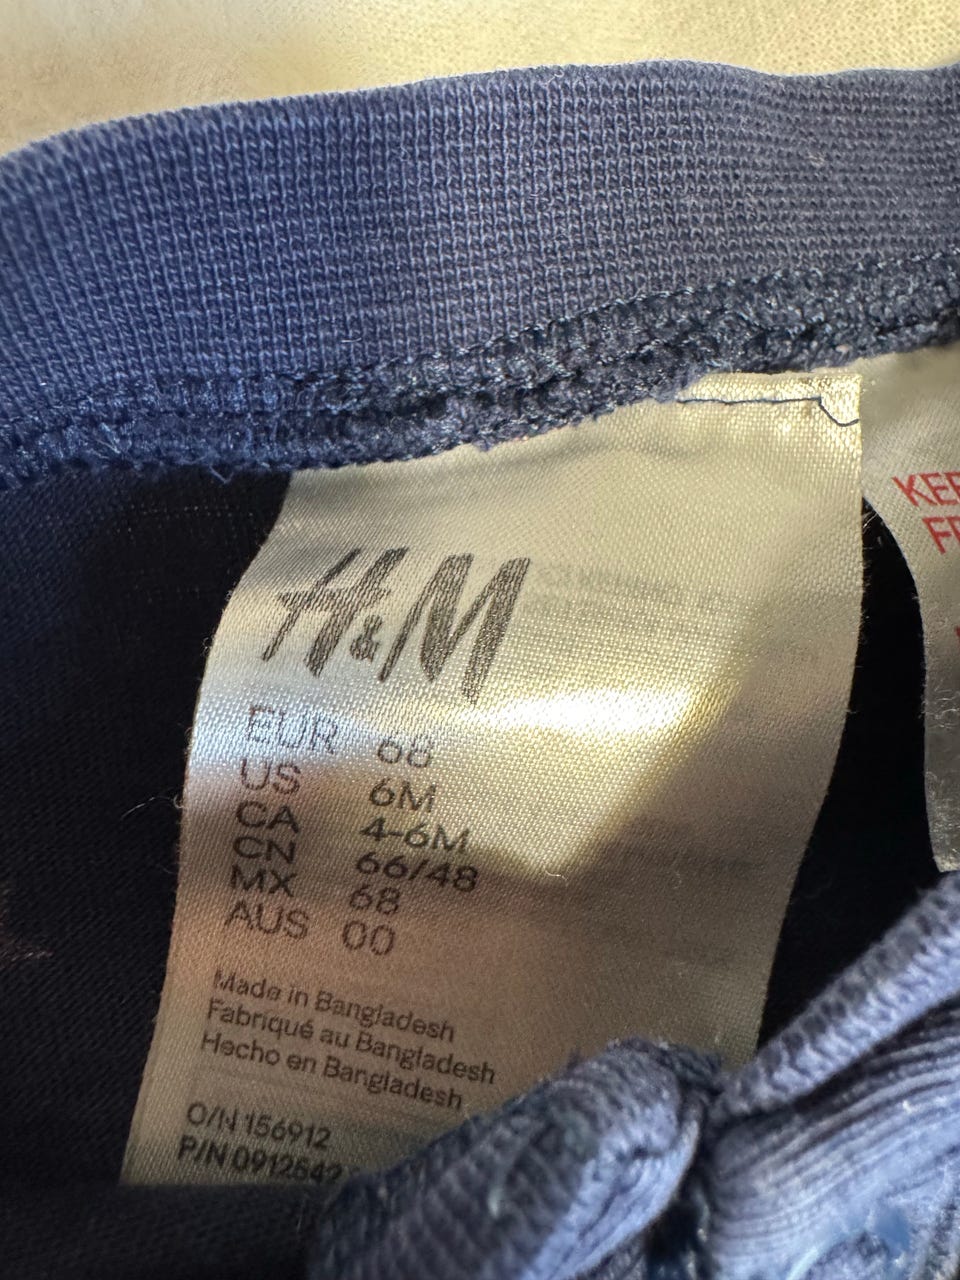 H&M
EUR 68
US 6M
CA 4-6M
CN 66/48
MX 68
AUS 00
Made in Bangladesh
Fabriqué au Bangladesh
Hecho en Bangladesh
O/N 156912
P/N 0912542